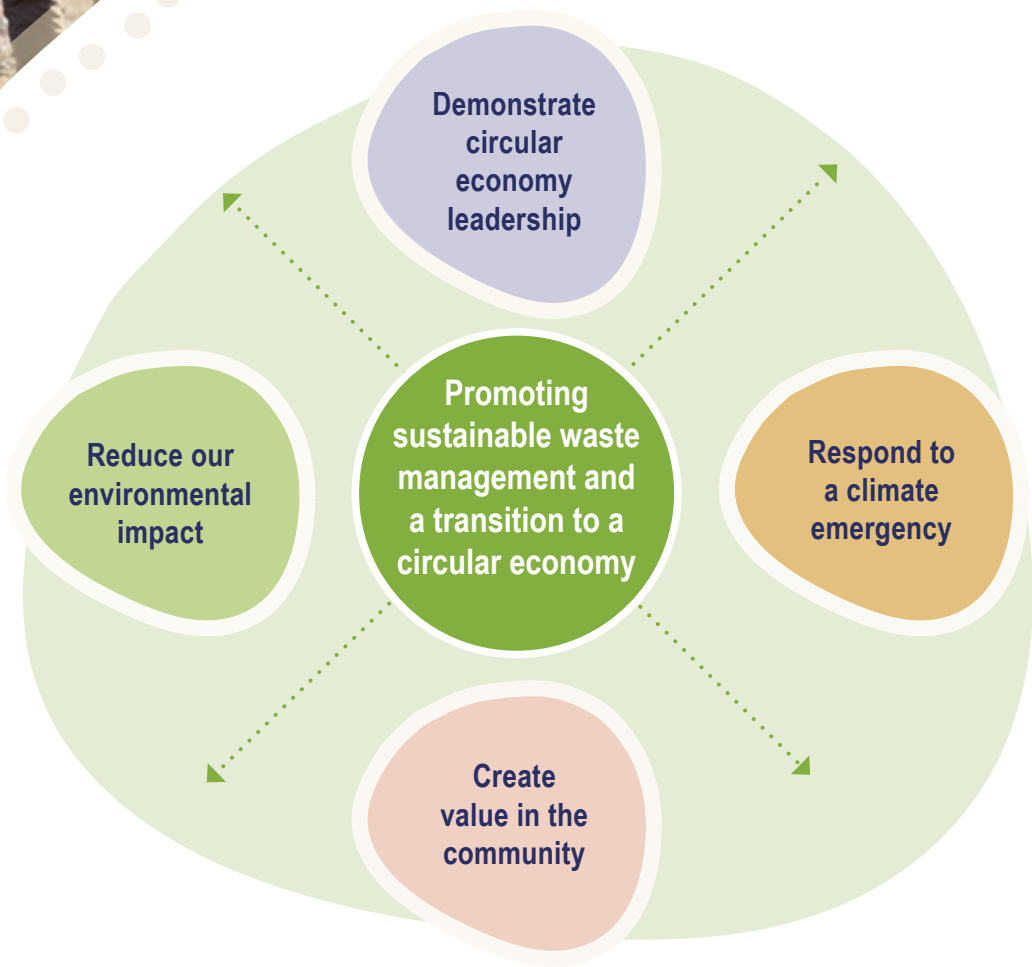 Demonstrate
circular
economy
leadership
Promoting
sustainable waste
management and
a transition to a
circular economy
Reduce our
environmental
impact
Respond to
a climate
emergency
Create
value in the
community